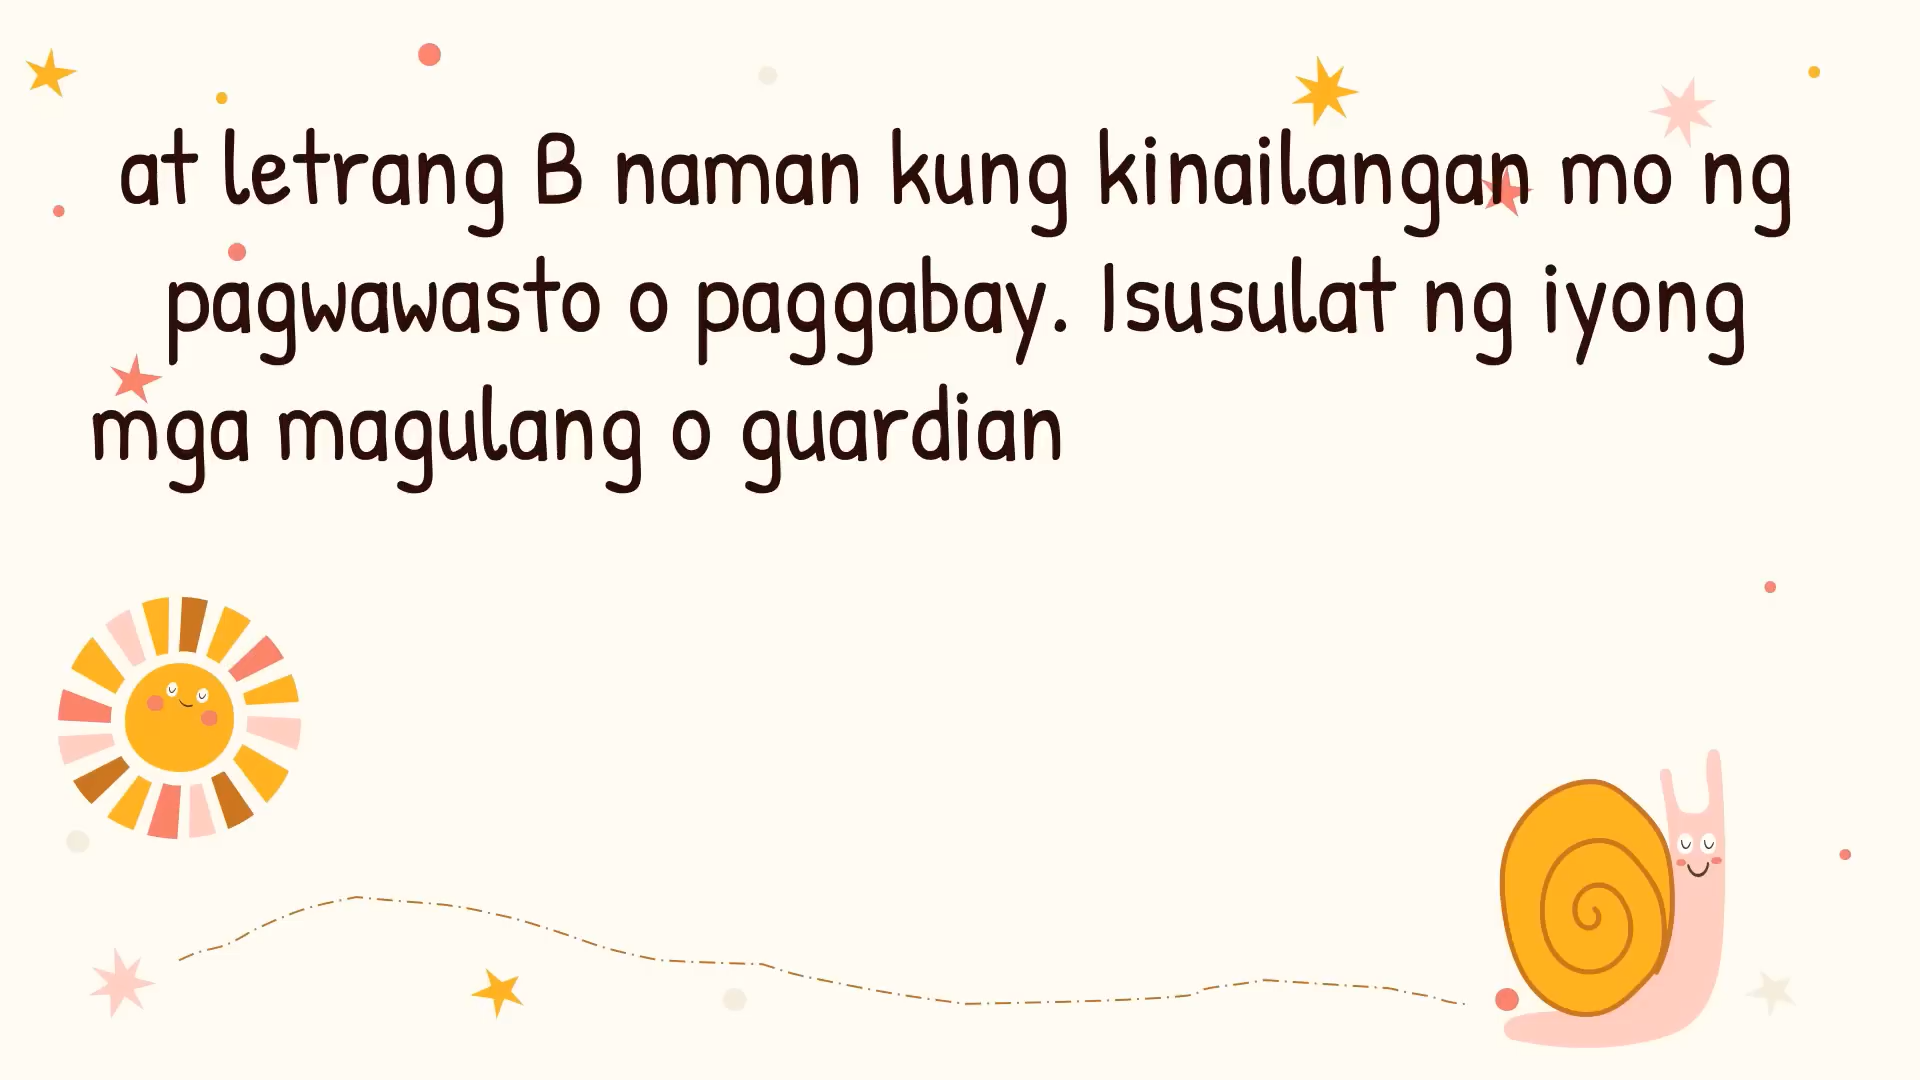 at letrang B naman kung kinailangan mo ng
pagwawasto o paggabay. Isusulat ng iyong
mga magulang o guardian